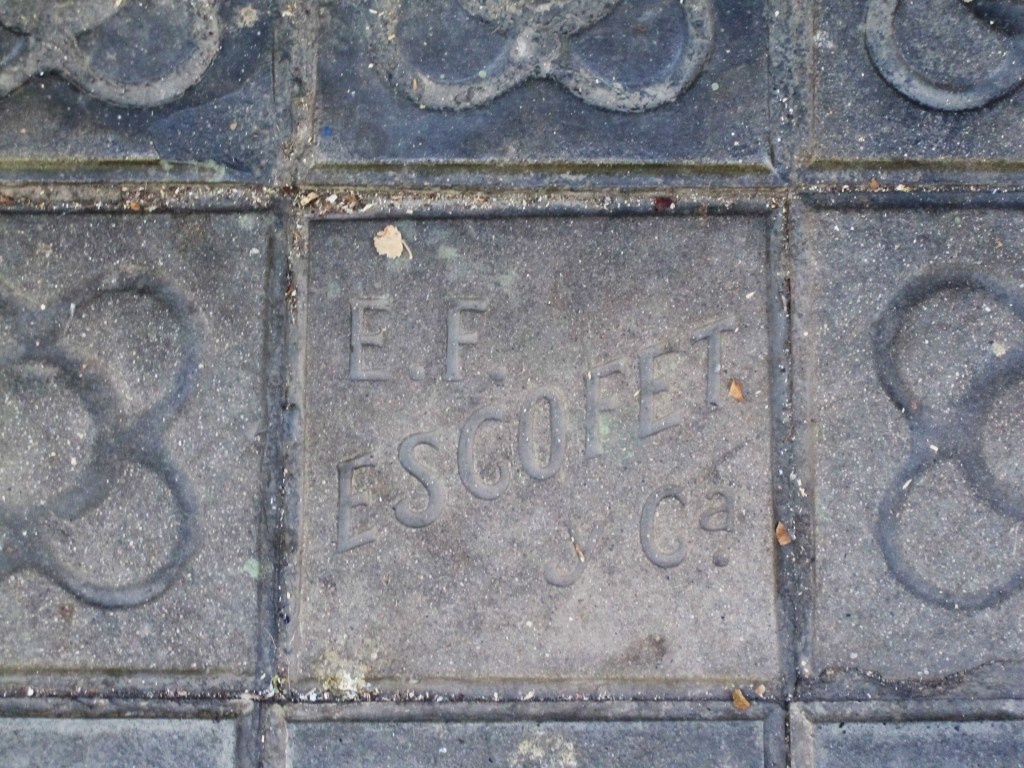 E. F.
ESCOFET.
y Cª.